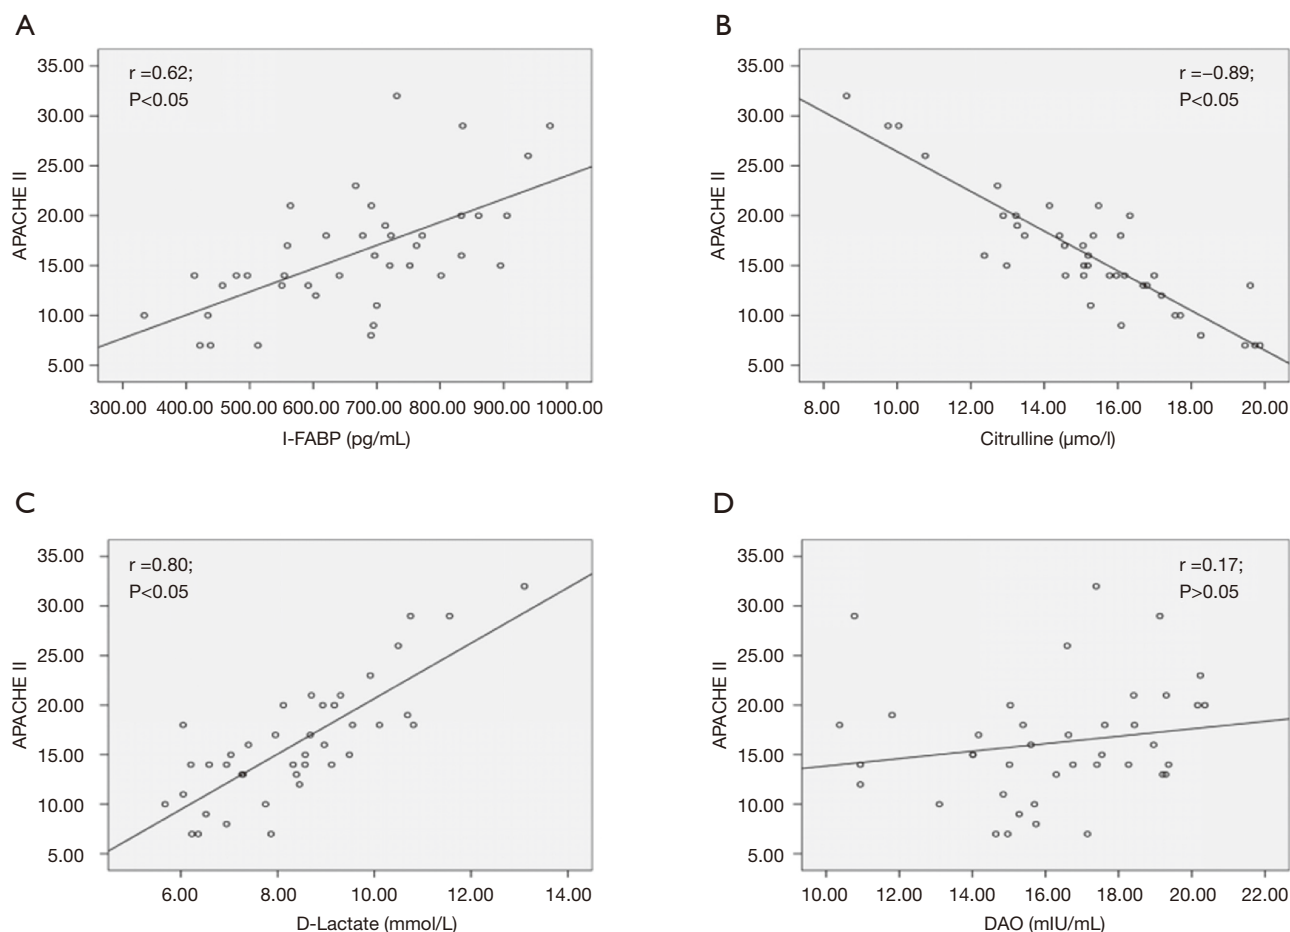 A
r =0.62;
P<0.05
35.00
30.00
25.00
20.00
15.00
10.00
5.00
APACHE II
300.00 400.00 500.00 600.00 700.00 800.00 900.00 1000.00
I-FABP (pg/mL)
B
r =–0.89;
P<0.05
35.00
30.00
25.00
20.00
15.00
10.00
5.00
APACHE II
8.00 10.00 12.00 14.00 16.00 18.00 20.00
Citrulline (µmo/l)
C
r =0.80;
P<0.05
35.00
30.00
25.00
20.00
15.00
10.00
5.00
APACHE II
6.00 8.00 10.00 12.00 14.00
D-Lactate (mmol/L)
D
r =0.17;
P>0.05
35.00
30.00
25.00
20.00
15.00
10.00
5.00
APACHE II
10.00 12.00 14.00 16.00 18.00 20.00 22.00
DAO (mIU/mL)